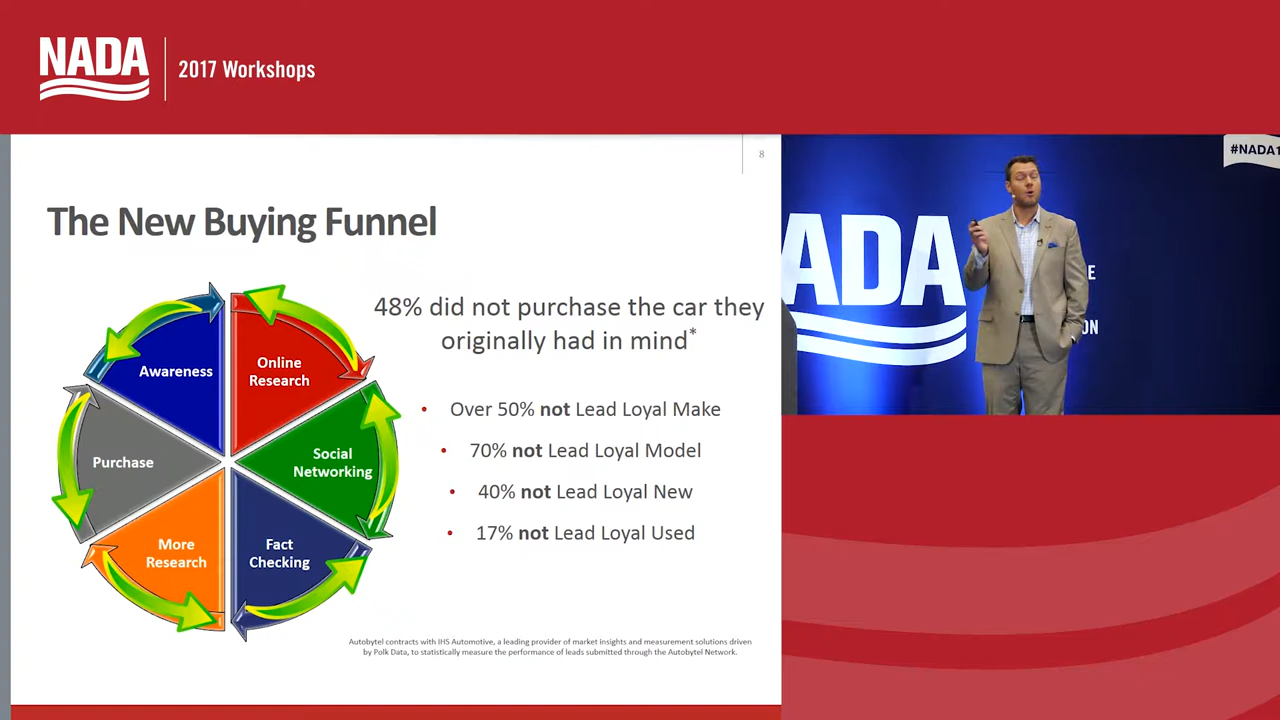 NADA
2017 Workshops
8
#NADA1
The New Buying Funnel
48% did not purchase the car they
originally had in mind*
Awareness
Online
Research
Social
Networking
Fact
Checking
More
Research
Purchase
• Over 50% not Lead Loyal Make
• 70% not Lead Loyal Model
• 40% not Lead Loyal New
• 17% not Lead Loyal Used
Autobytel contracts with IHS Automotive, a leading provider of market insights and measurement solutions driven
by Polk Data, to statistically measure the performance of leads submitted through the Autobytel Network.
NADA
E
ON